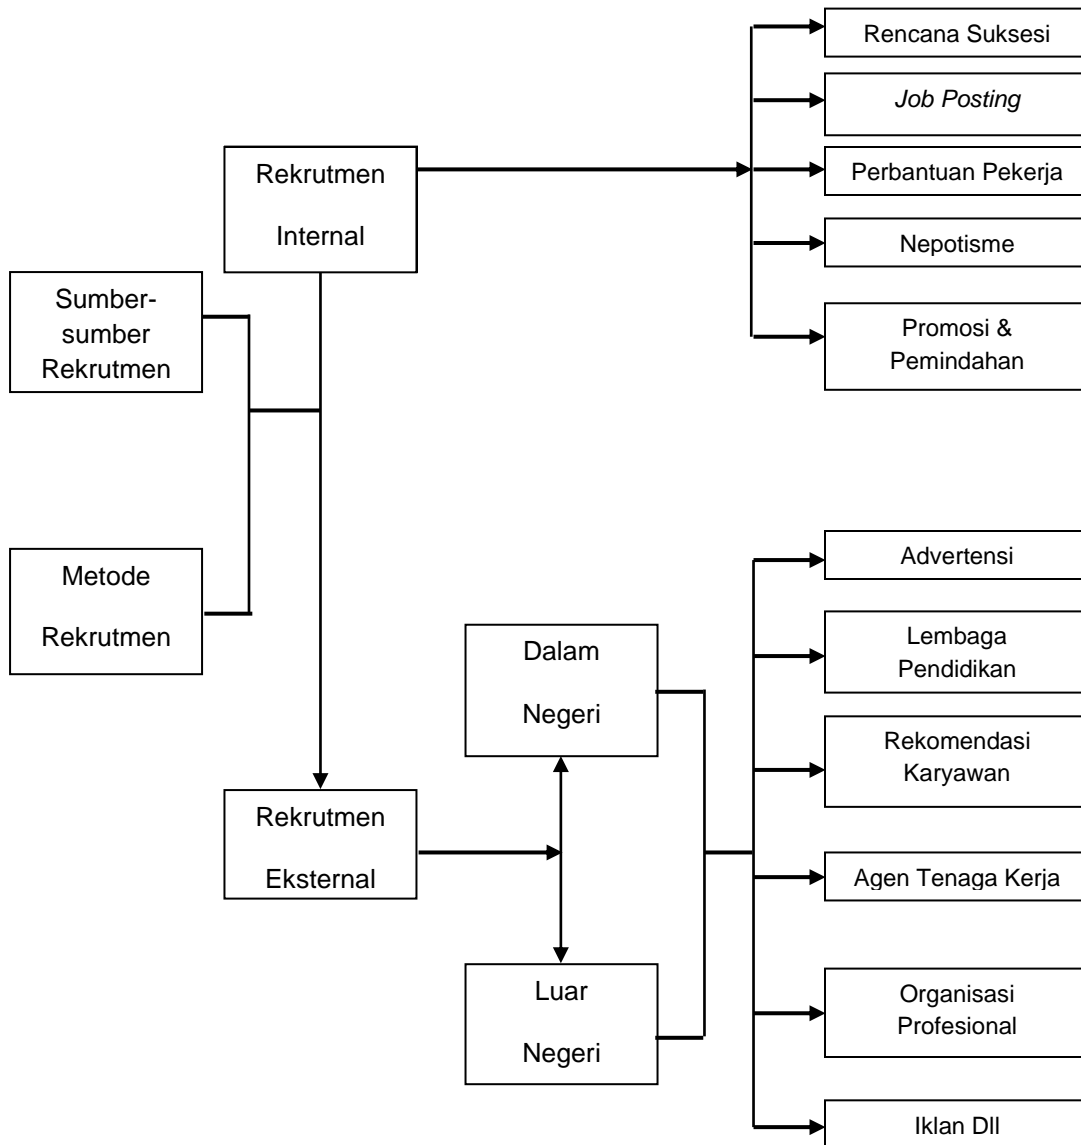 Rencana Suksesi
Job Posting
Rekrutmen
Internal
Perbantuan Pekerja
Nepotisme
Sumber-
sumber
Rekrutmen
Promosi &
Pemindahan
Metode
Rekrutmen
Advertensi
Dalam
Negeri
Lembaga
Pendidikan
Rekomendasi
Karyawan
Rekrutmen
Eksternal
Agen Tenaga Kerja
Luar
Negeri
Organisasi
Profesional
Iklan Dll